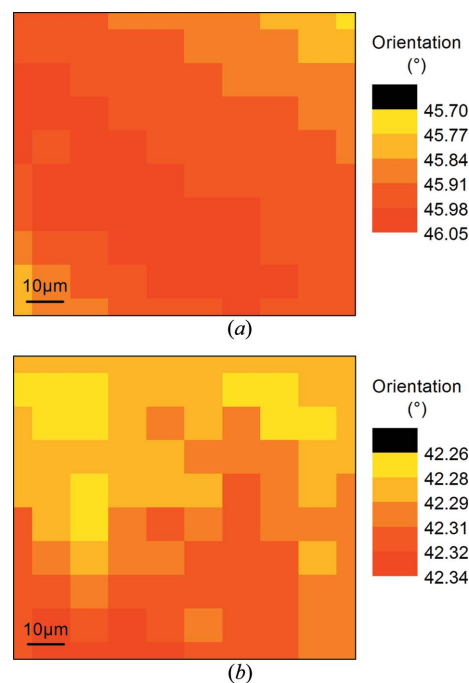 Orientation
(°)
45.70
45.77
45.84
45.91
45.98
46.05
10μm
(a)
Orientation
(°)
42.26
42.28
42.29
42.31
42.32
42.34
10μm
(b)